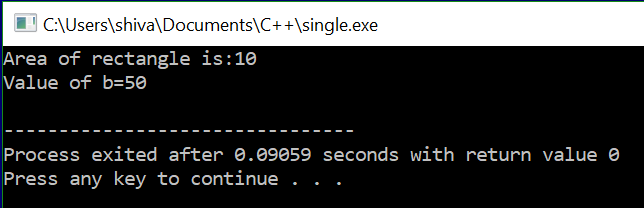 C:\Users\shiva\Documents\C++\single.exe
Area of rectangle is:10
Value of b=50
--------------------------------
Process exited after 0.09059 seconds with return value 0
Press any key to continue . . .